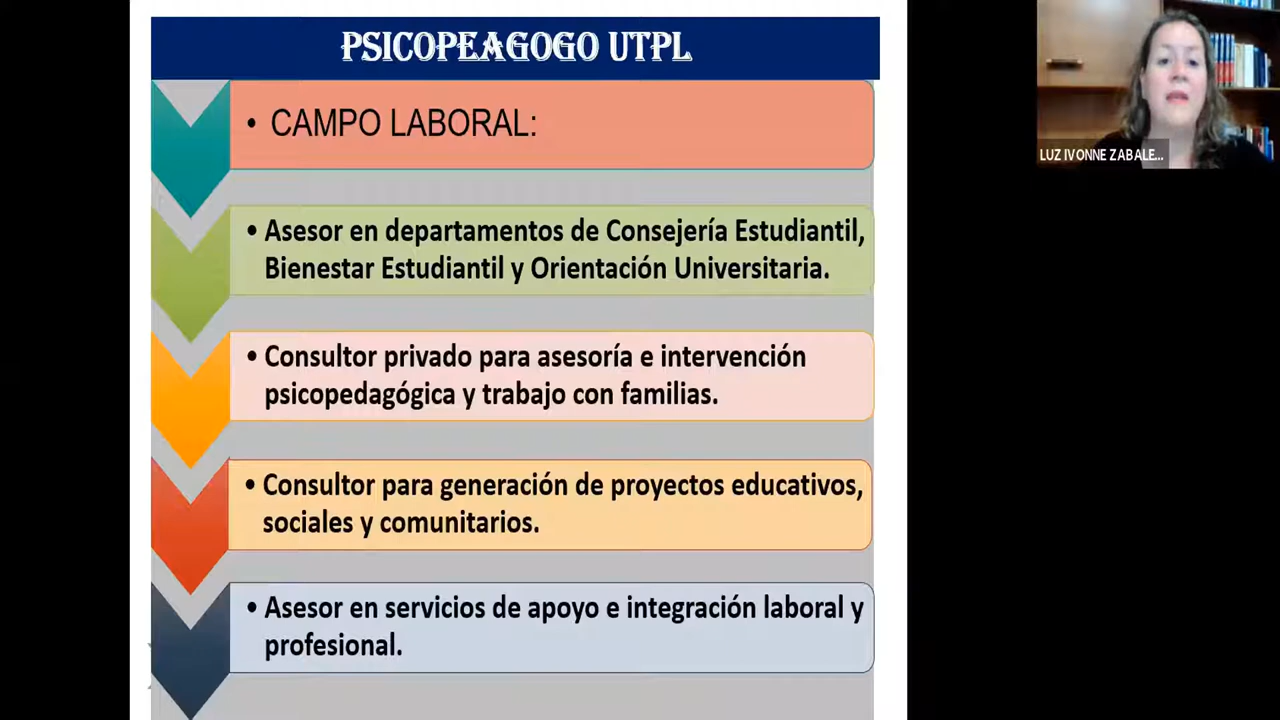 PSICOPEAGOGO UTPL
• CAMPO LABORAL:
• Asesor en departamentos de Consejería Estudiantil,
Bienestar Estudiantil y Orientación Universitaria.
• Consultor privado para asesoría e intervención
psicopedagógica y trabajo con familias.
• Consultor para generación de proyectos educativos,
sociales y comunitarios.
• Asesor en servicios de apoyo e integración laboral y
profesional.
LUZ IVONNE ZABALE...